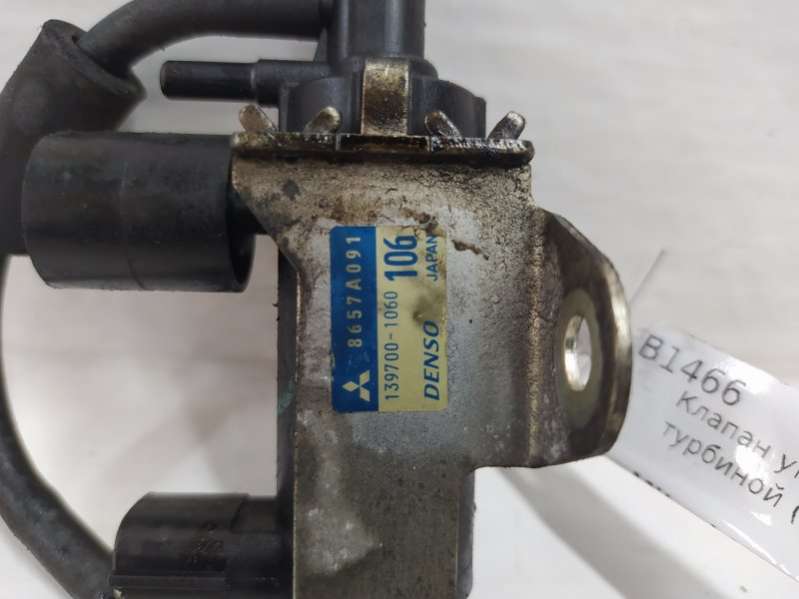 8657A091
139700-1060
106
DENSO JAPAN
B1466
Клапан
турбиной (